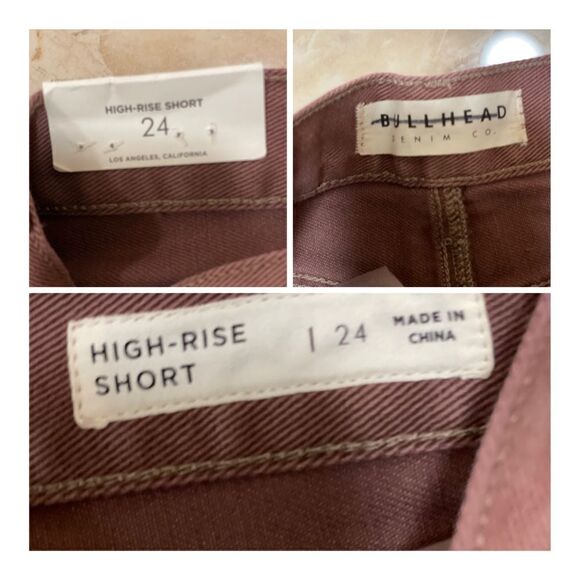 HIGH-RISE SHORT
24
LOS ANGELES, CALIFORNIA
BULLHEAD
DENIM CO.
HIGH-RISE
SHORT
| 24
MADE IN
CHINA